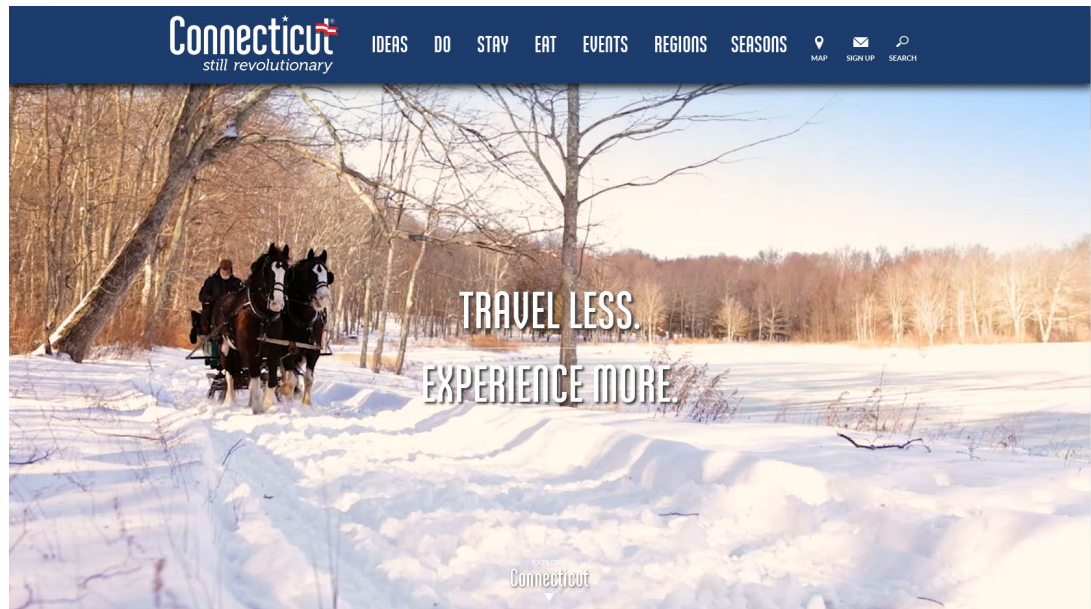 Connecticut®
still revolutionary
IDEAS DO STAY EAT EVENTS REGIONS SEASONS
MAP SIGN UP SEARCH
TRAVEL LESS.
EXPERIENCE MORE.
Connecticut